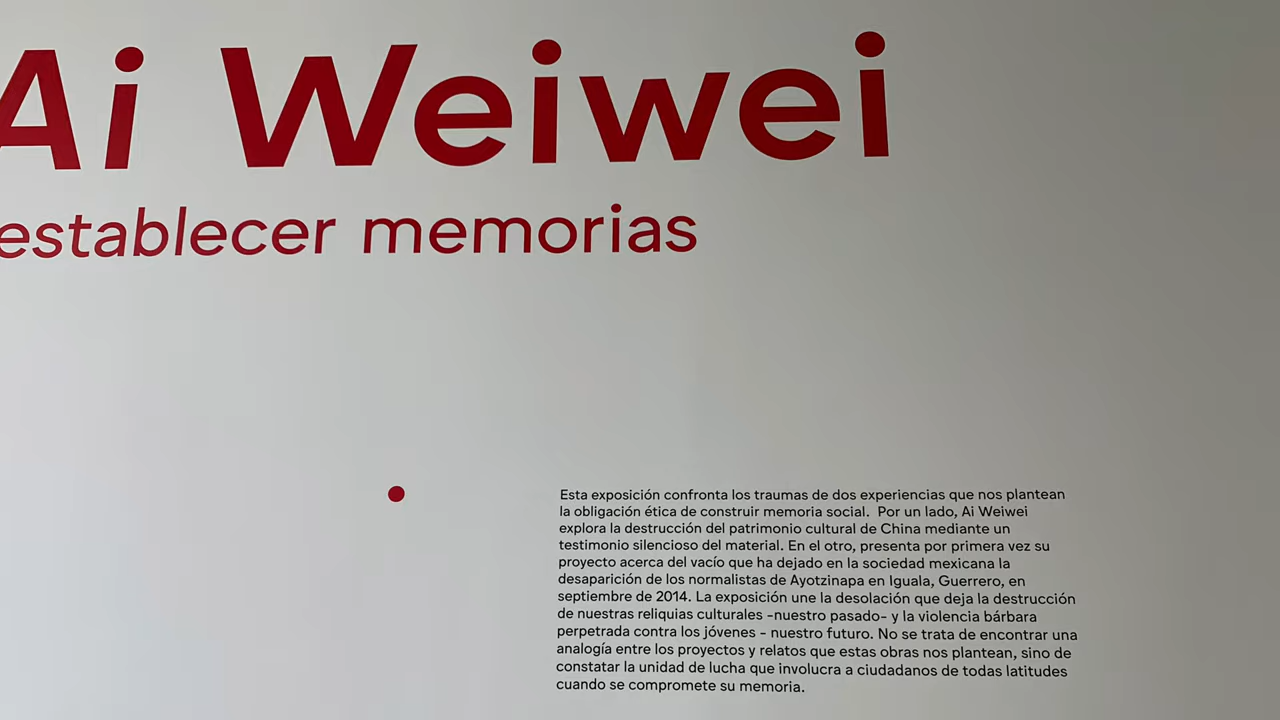 Ai Weiwei
establecer memorias
Esta exposición confronta los traumas de dos experiencias que nos plantean
la obligación ética de construir memoria social. Por un lado, Ai Weiwei
explora la destrucción del patrimonio cultural de China mediante un
testimonio silencioso del material. En el otro, presenta por primera vez su
proyecto acerca del vacío que ha dejado en la sociedad mexicana la
desaparición de los normalistas de Ayotzinapa en Iguala, Guerrero, en
septiembre de 2014. La exposición une la desolación que deja la destrucción
de nuestras reliquias culturales -nuestro pasado- y la violencia bárbara
perpetrada contra los jóvenes - nuestro futuro. No se trata de encontrar una
analogía entre los proyectos y relatos que estas obras nos plantean, sino de
constatar la unidad de lucha que involucra a ciudadanos de todas latitudes
cuando se compromete su memoria.